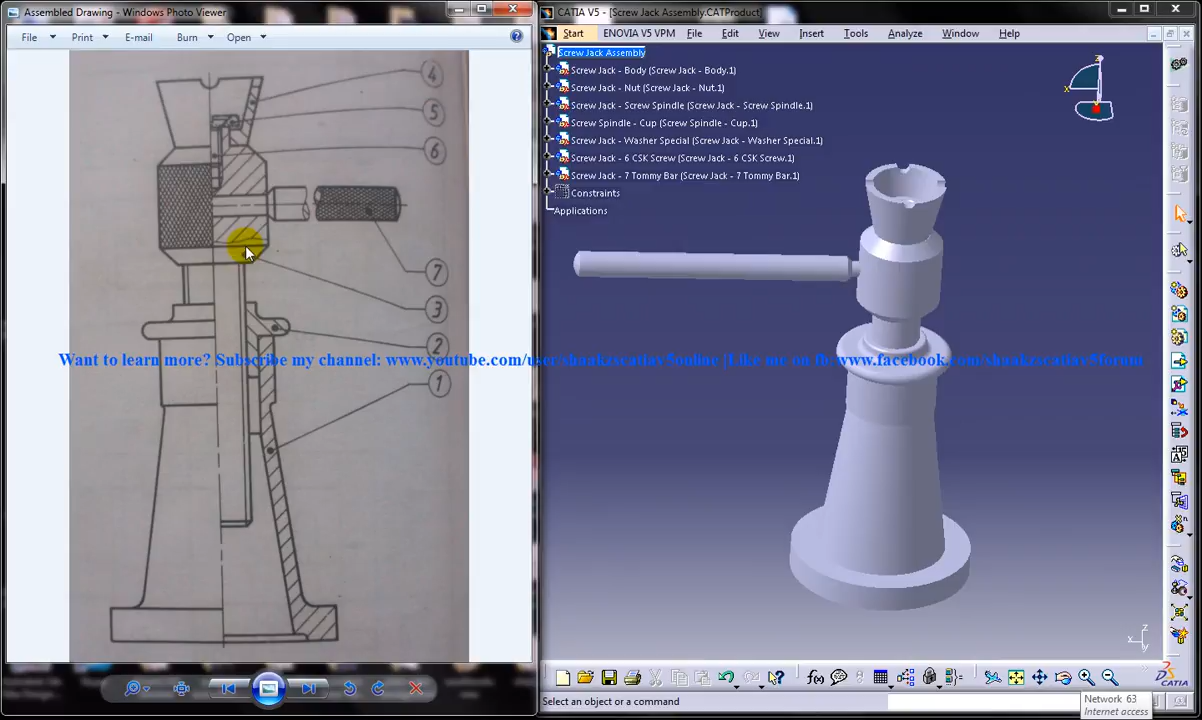 Assembled Drawing - Windows Photo Viewer
File Print E-mail Burn Open
4
5
6
7
3
2
1
CATIA V5 - [Screw Jack Assembly.CATProduct]
Start ENOVIA V5 VPM File Edit View Insert Tools Analyze Window Help
Screw Jack Assembly
Screw Jack - Body (Screw Jack - Body.1)
Screw Jack - Nut (Screw Jack - Nut.1)
Screw Jack - Screw Spindle (Screw Jack - Screw Spindle.1)
Screw Spindle - Cup (Screw Spindle - Cup.1)
Screw Jack - Washer Special (Screw Jack - Washer Special.1)
Screw Jack - 6 CSK Screw (Screw Jack - 6 CSK Screw.1)
Screw Jack - 7 Tommy Bar (Screw Jack - 7 Tommy Bar.1)
Constraints
Applications
z
x
Want to learn more? Subscribe my channel: www.youtube.com/user/shaakzscatiav5online |Like me on fb:www.facebook.com/shaakzscatiav5forum
z
x
y
f(x)
CATIA
Select an object or a command
Network 63
Internet access